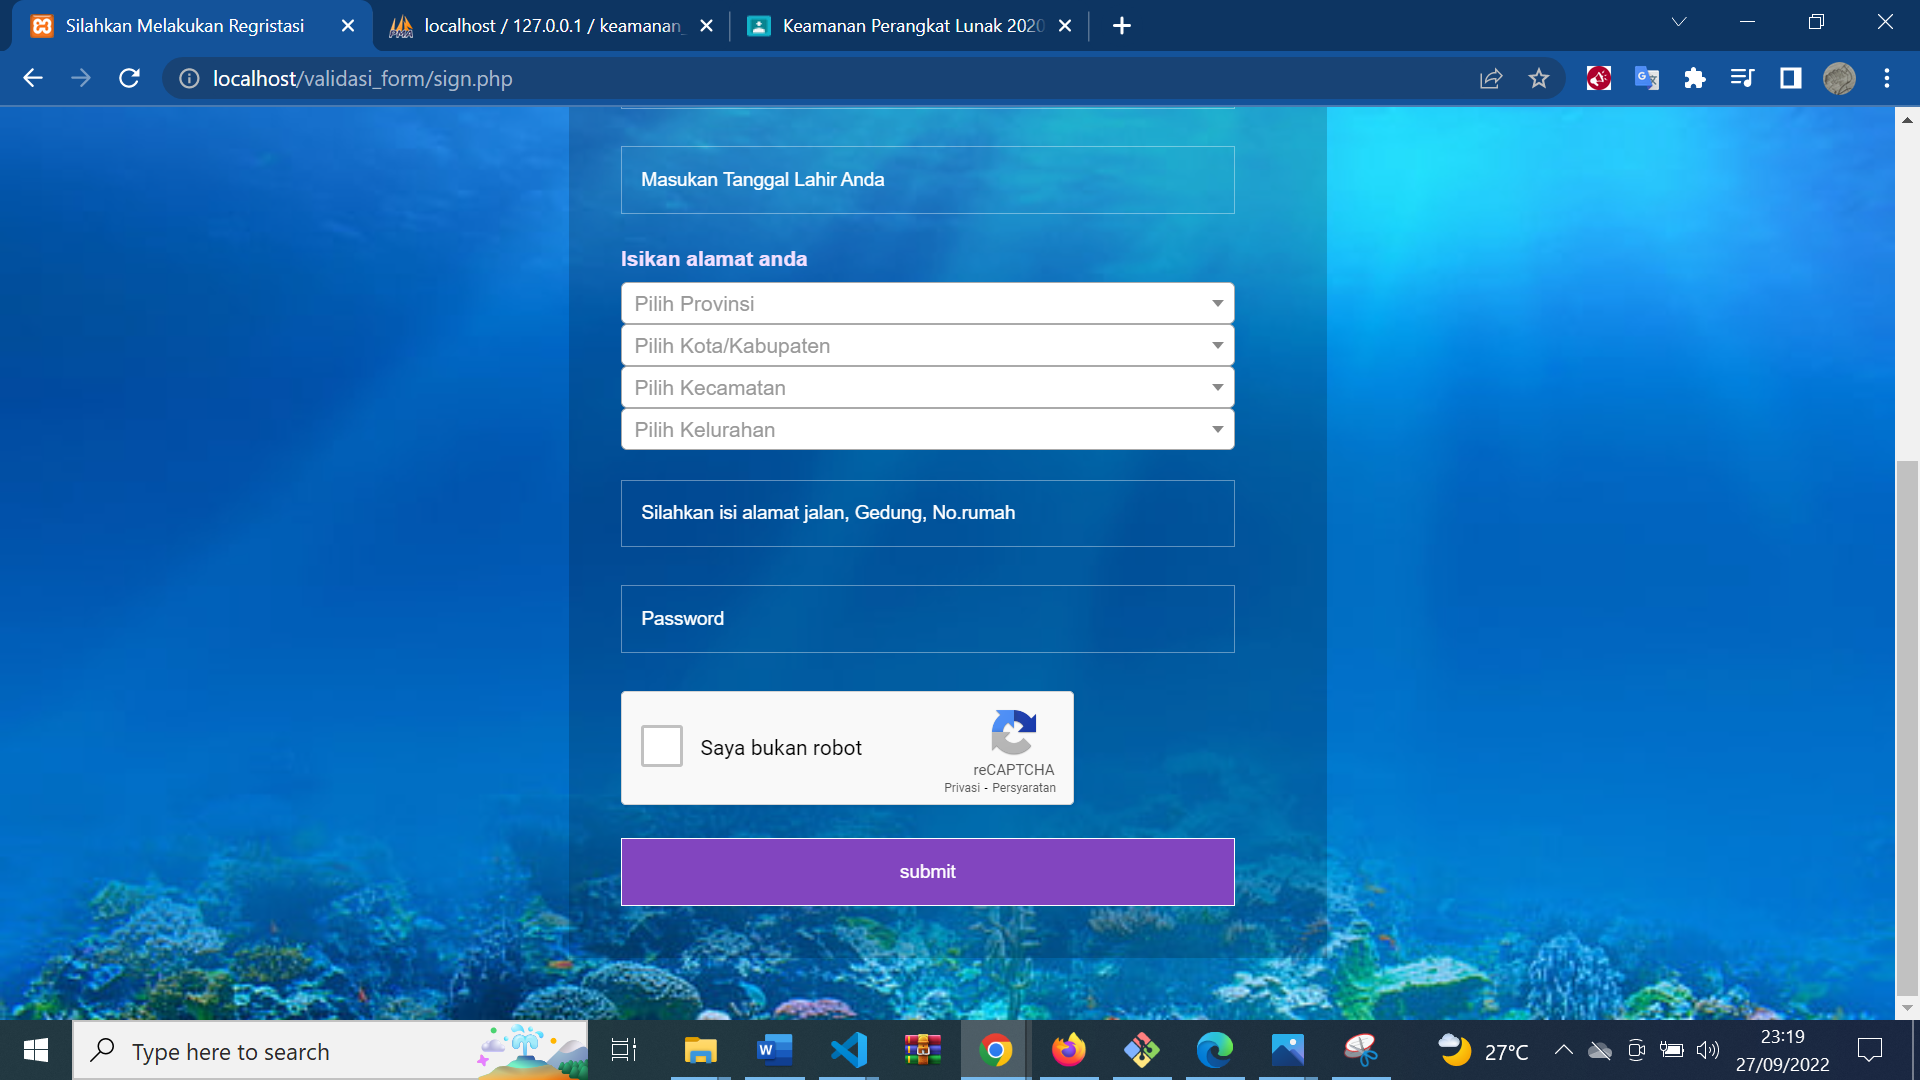 Silahkan Melakukan Regristasi
localhost / 127.0.0.1 / keamanan_
Keamanan Perangkat Lunak 2020
localhost/validasi_form/sign.php
Masukan Tanggal Lahir Anda
Isikan alamat anda
Pilih Provinsi
Pilih Kota/Kabupaten
Pilih Kecamatan
Pilih Kelurahan
Silahkan isi alamat jalan, Gedung, No.rumah
Password
Saya bukan robot
reCAPTCHA
Privasi - Persyaratan
submit
Type here to search
27°C
23:19
27/09/2022